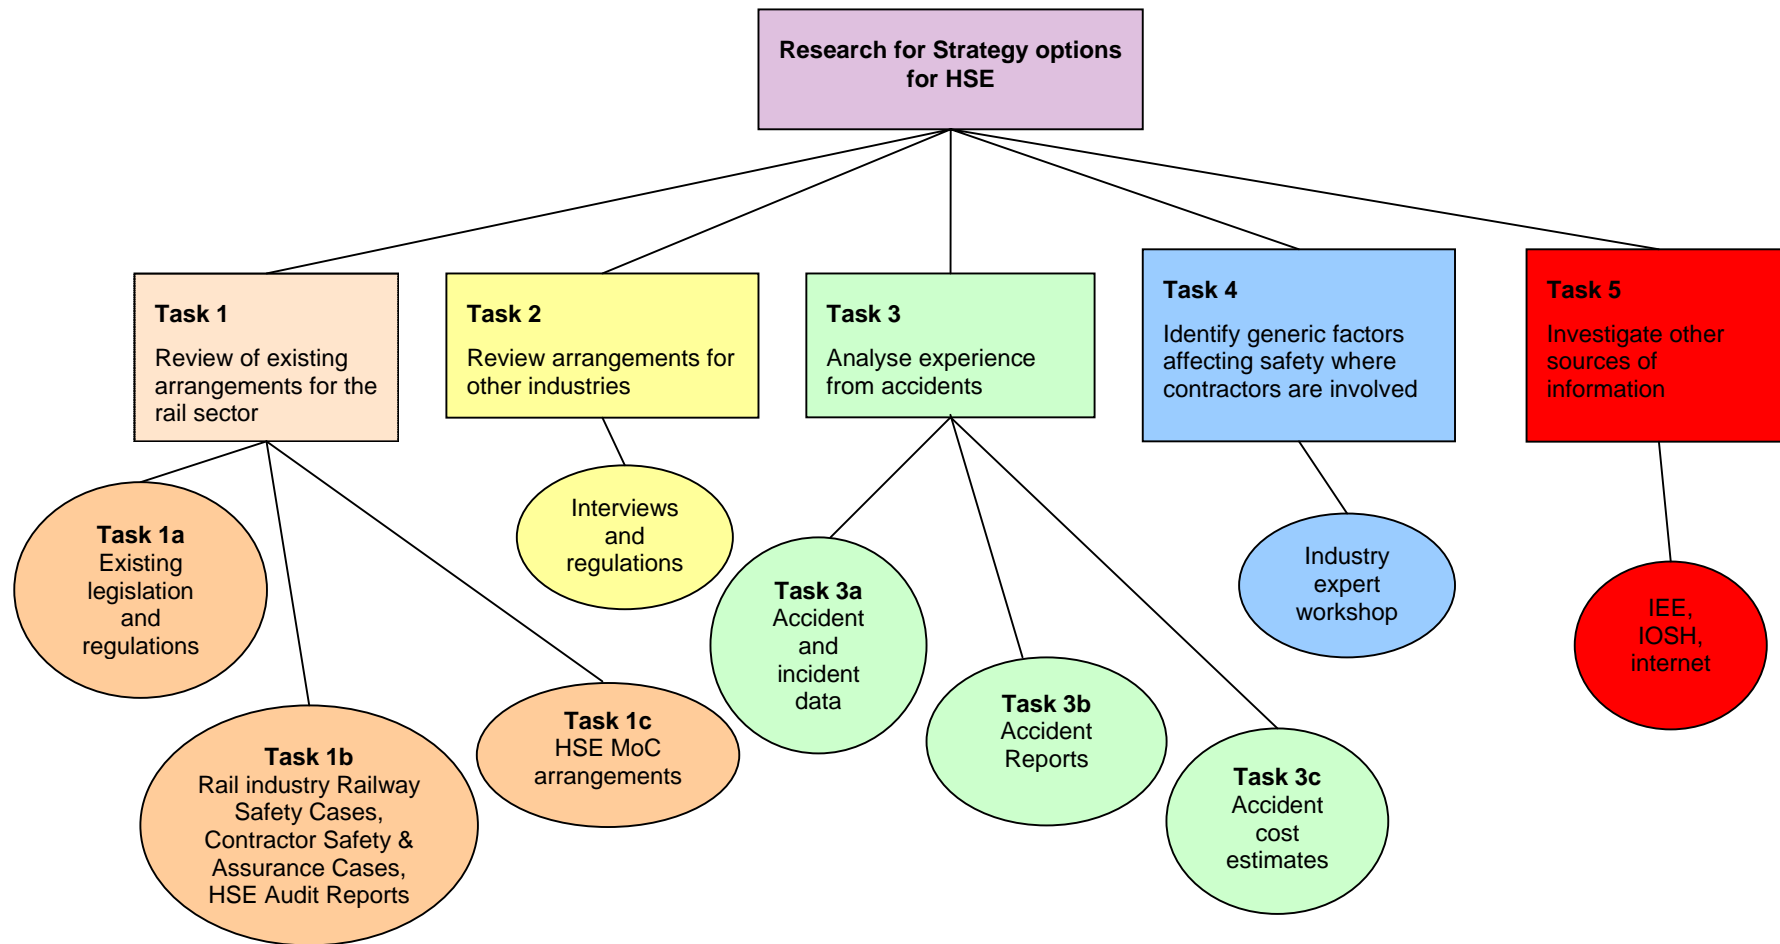 Research for Strategy options
for HSE
Task 1
Review of existing
arrangements for the
rail sector
Task 2
Review arrangements for
other industries
Task 3
Analyse experience
from accidents
Task 4
Identify generic factors
affecting safety where
contractors are involved
Task 5
Investigate other
sources of
information
Task 1a
Existing
legislation
and
regulations
Task 1b
Rail industry Railway
Safety Cases,
Contractor Safety &
Assurance Cases,
HSE Audit Reports
Task 1c
HSE MoC
arrangements
Interviews
and
regulations
Task 3a
Accident
and
incident
data
Task 3b
Accident
Reports
Task 3c
Accident
cost
estimates
Industry
expert
workshop
IEE,
IOSH,
internet